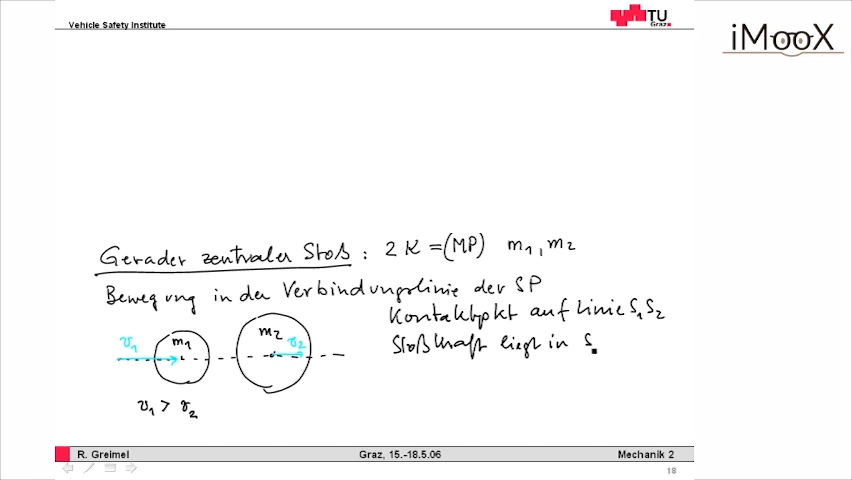 Vehicle Safety Institute
TU
Graz
iMooX
Gerader zentraler Stoß : 2 K = (MP) m1, m2
Bewegung in der Verbindungslinie der SP
Kontaktpkt auf Linie S1 S2
Stoßkraft liegt in S
v1 m1 m2 v2
v1 > v2
R. Greimel Graz, 15.-18.5.06 Mechanik 2
18